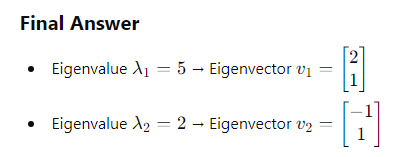 Final Answer
• Eigenvalue λ₁ = 5 → Eigenvector v₁ = [2
1]
• Eigenvalue λ₂ = 2 → Eigenvector v₂ = [−1
1]